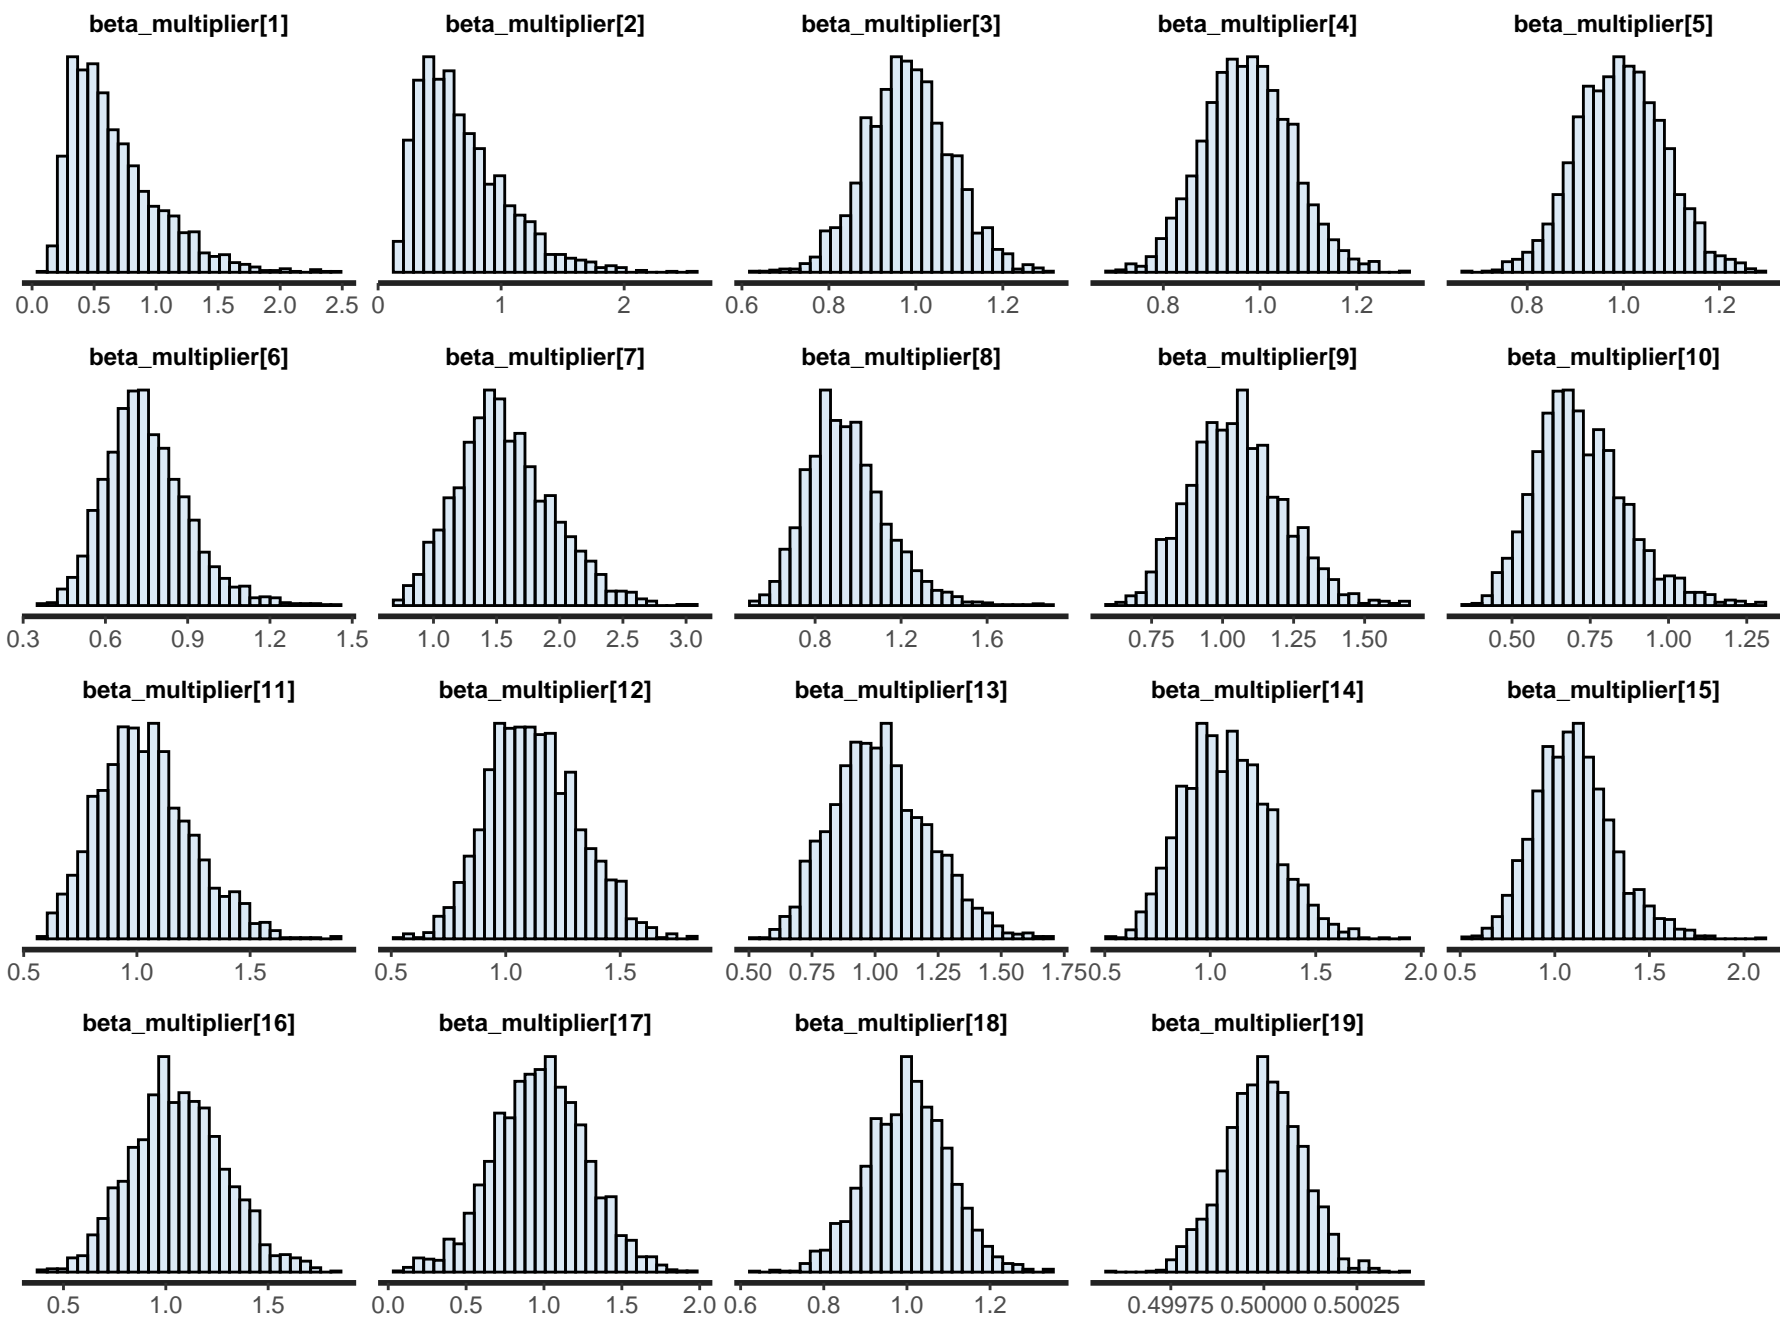 beta_multiplier[1] beta_multiplier[2] beta_multiplier[3] beta_multiplier[4] beta_multiplier[5]
0.0 0.5 1.0 1.5 2.0 2.5 0 1 2 0.6 0.8 1.0 1.2 0.8 1.0 1.2 0.8 1.0 1.2
beta_multiplier[6] beta_multiplier[7] beta_multiplier[8] beta_multiplier[9] beta_multiplier[10]
0.3 0.6 0.9 1.2 1.5 1.0 1.5 2.0 2.5 3.0 0.8 1.2 1.6 0.75 1.00 1.25 1.50 0.50 0.75 1.00 1.25
beta_multiplier[11] beta_multiplier[12] beta_multiplier[13] beta_multiplier[14] beta_multiplier[15]
0.5 1.0 1.5 0.5 1.0 1.5 0.50 0.75 1.00 1.25 1.50 1.75 0.5 1.0 1.5 2.0 0.5 1.0 1.5 2.0
beta_multiplier[16] beta_multiplier[17] beta_multiplier[18] beta_multiplier[19]
0.5 1.0 1.5 0.0 0.5 1.0 1.5 2.0 0.6 0.8 1.0 1.2 0.49975 0.50000 0.50025